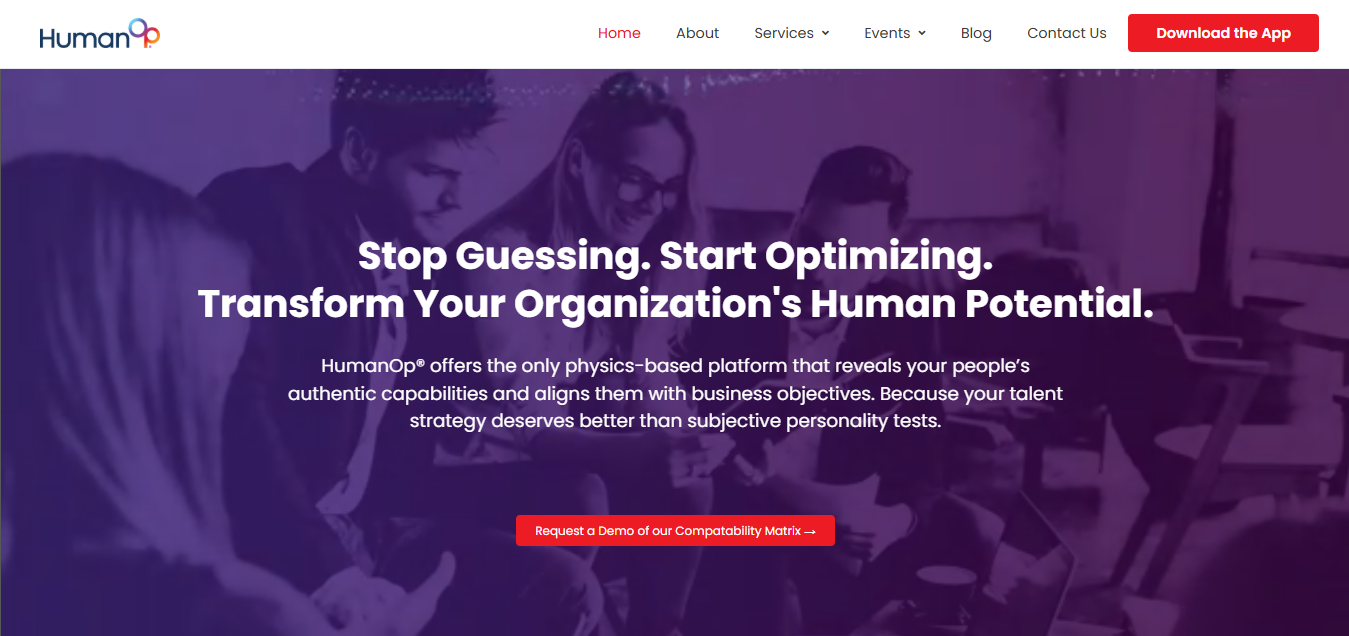 HumanOp
Home
About
Services
Events
Blog
Contact Us
Download the App
Stop Guessing. Start Optimizing.
Transform Your Organization's Human Potential.
HumanOp® offers the only physics-based platform that reveals your people’s
authentic capabilities and aligns them with business objectives. Because your talent
strategy deserves better than subjective personality tests.
Request a Demo of our Compatability Matrix →